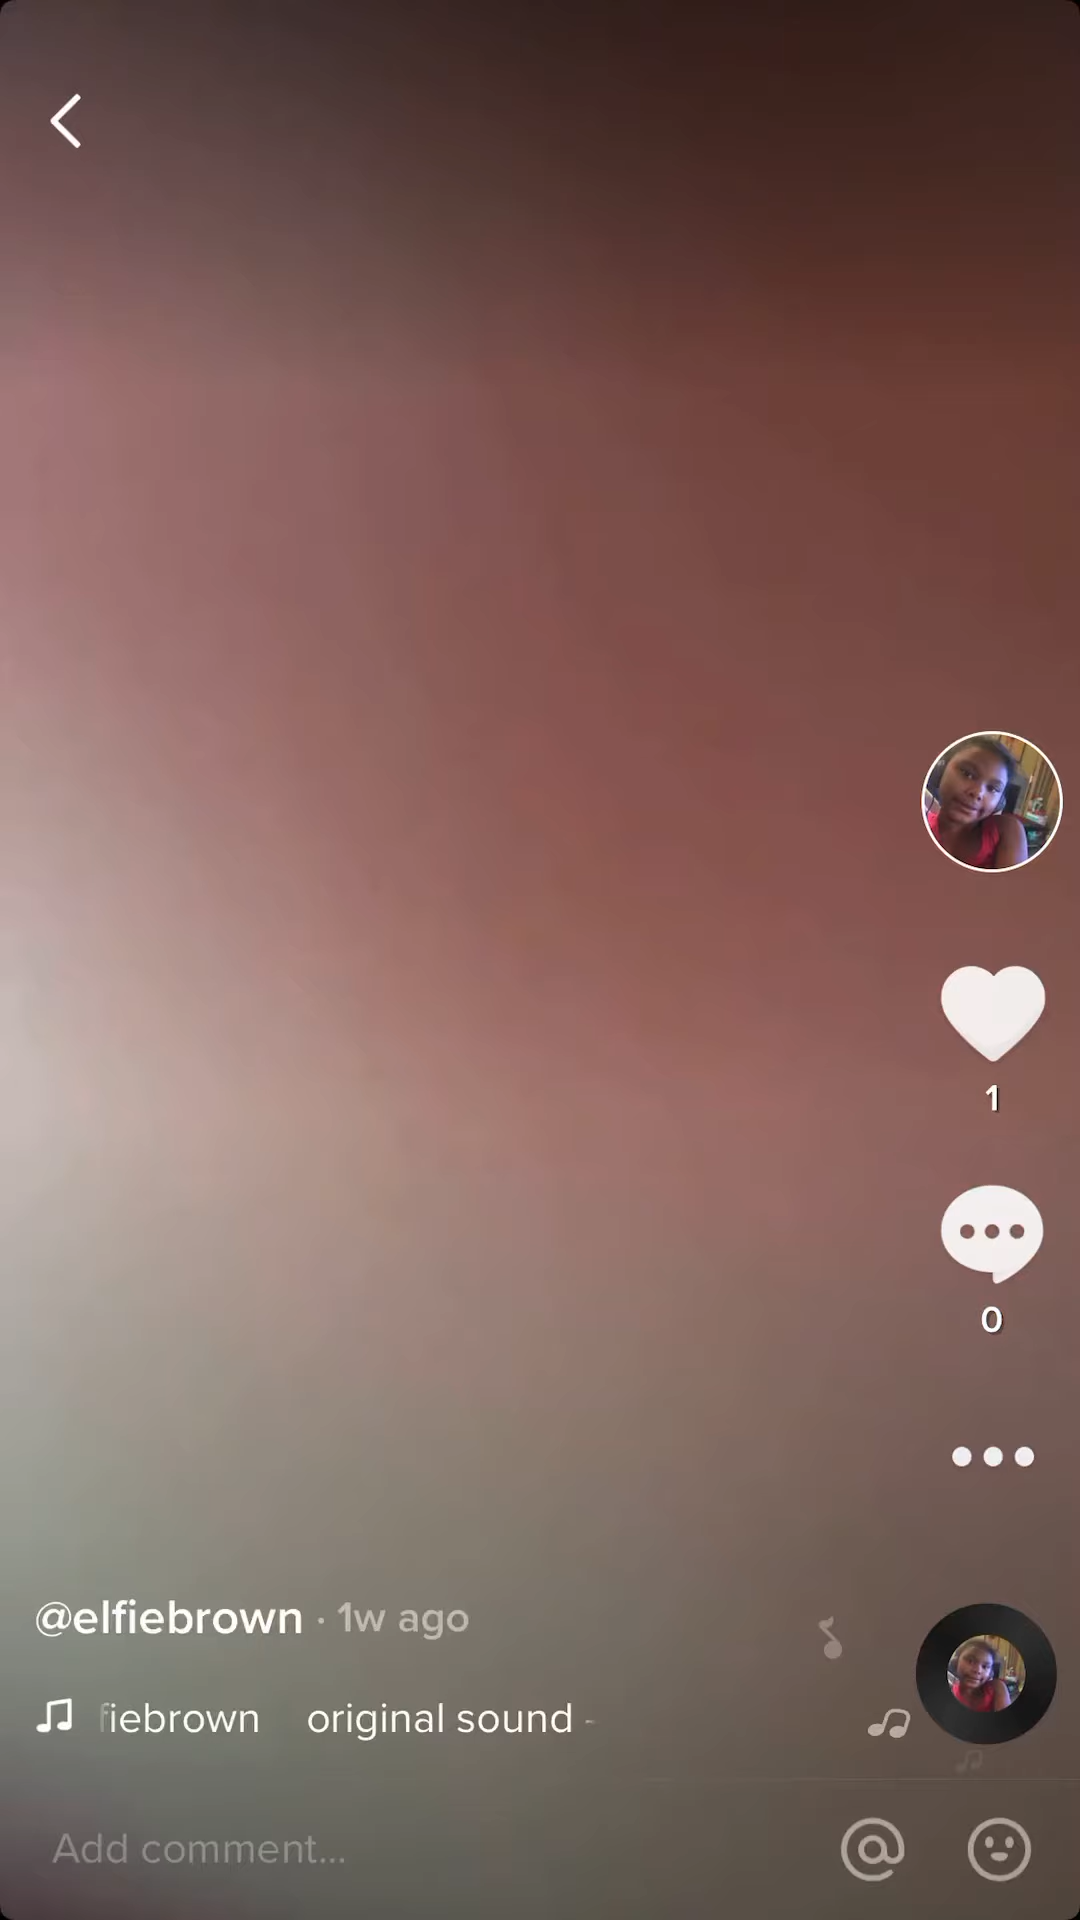 1
0
@elfiebrown · 1w ago
fiebrown original sound -
Add comment...